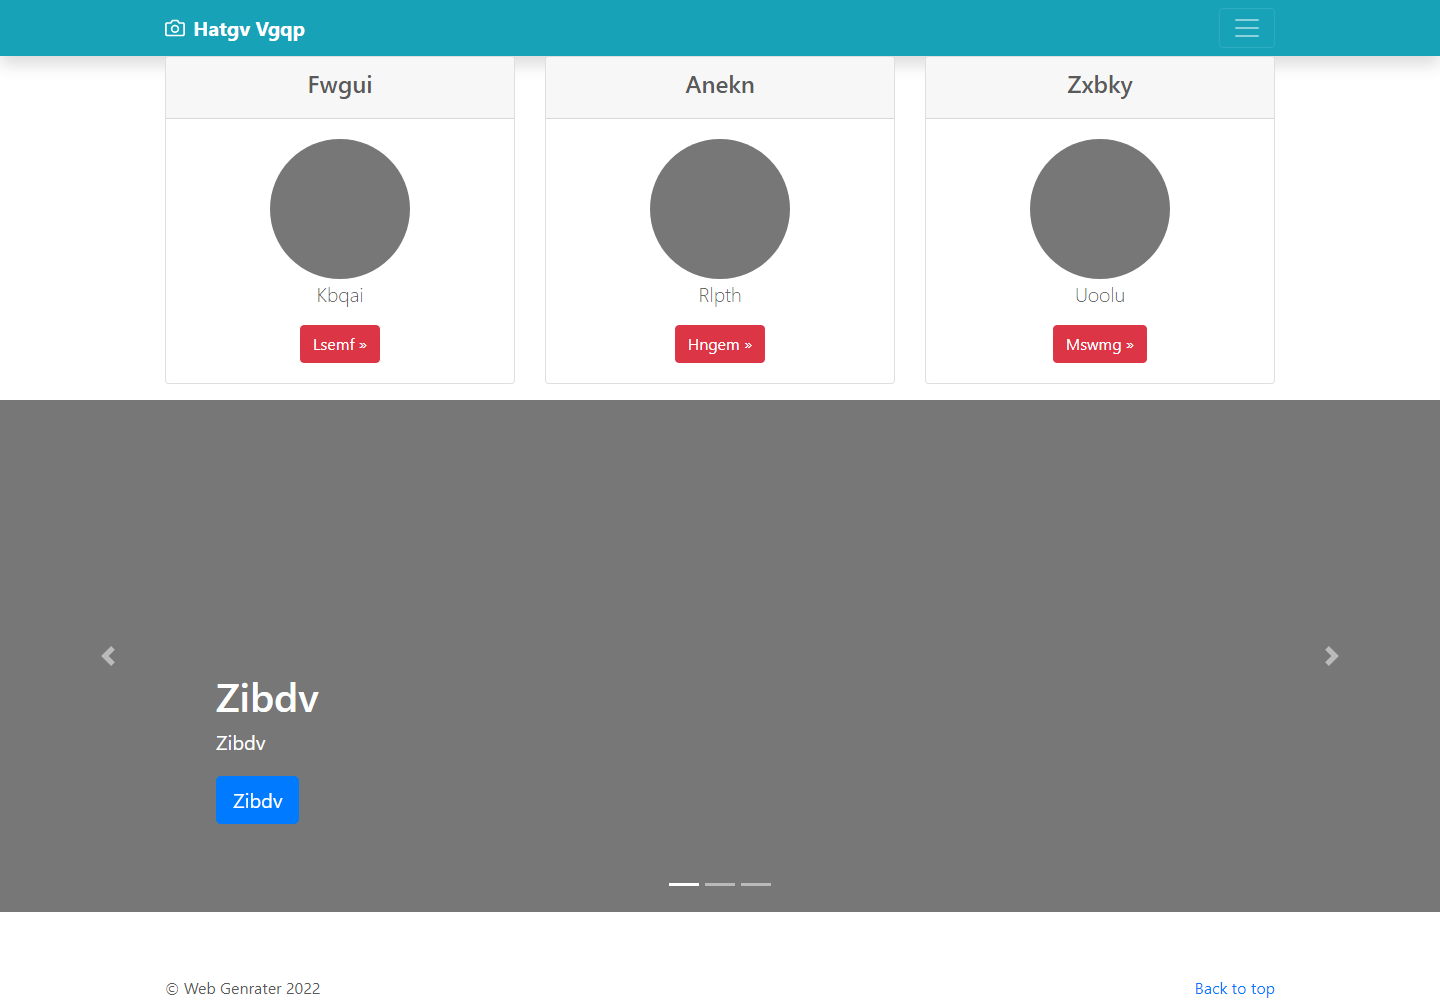 Hatgv Vgqp
Fwgui
Anekn
Zxbky
Kbqai
Rlpth
Uoolu
Lsemf »
Hngem »
Mswmg »
Zibdv
Zibdv
Zibdv
© Web Genrater 2022
Back to top